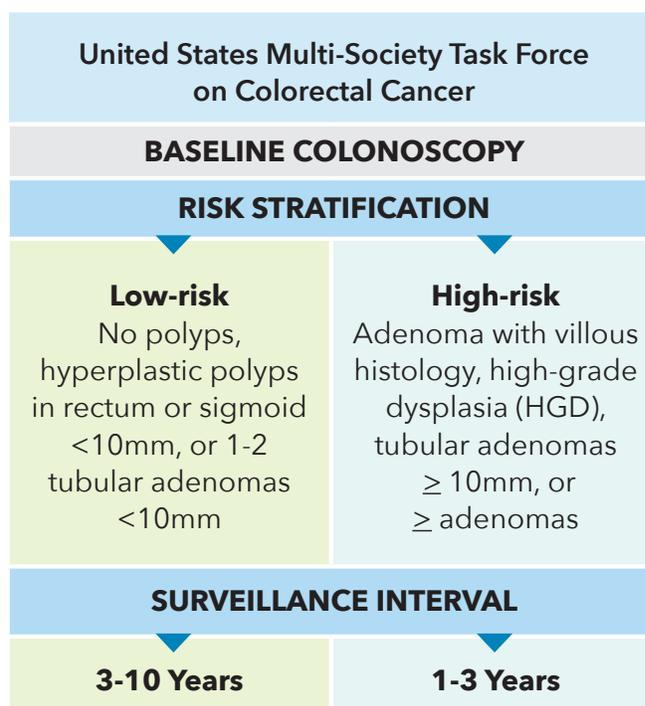 United States Multi-Society Task Force
on Colorectal Cancer
BASELINE COLONOSCOPY
RISK STRATIFICATION
Low-risk
No polyps,
hyperplastic polyps
in rectum or sigmoid
<10mm, or 1-2
tubular adenomas
<10mm
High-risk
Adenoma with villous
histology, high-grade
dysplasia (HGD),
tubular adenomas
≥ 10mm, or
≥ adenomas
SURVEILLANCE INTERVAL
3-10 Years
1-3 Years